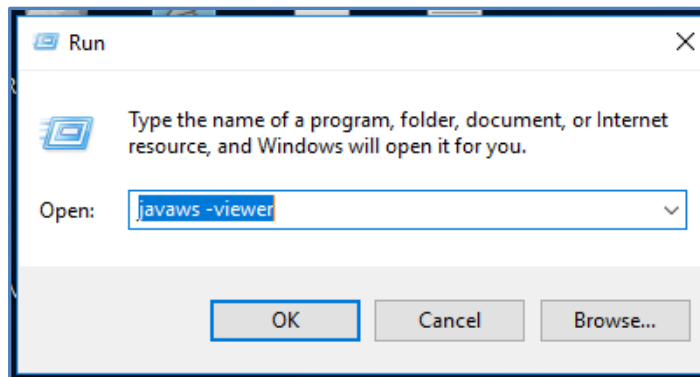 Run
Type the name of a program, folder, document, or Internet
resource, and Windows will open it for you.
Open: javaws -viewer
OK Cancel Browse...